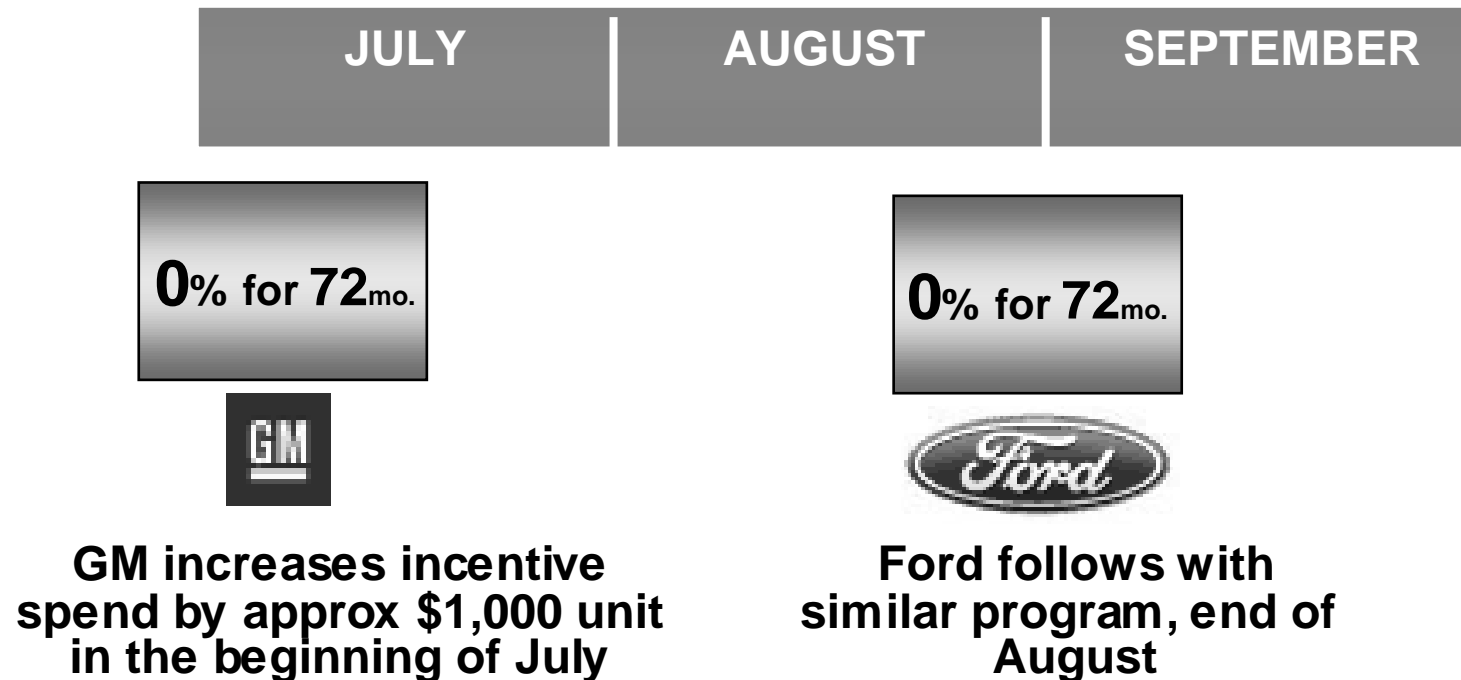 JULY
AUGUST
SEPTEMBER
0% for 72mo.
GM
GM increases incentive
spend by approx $1,000 unit
in the beginning of July
0% for 72mo.
Ford
Ford follows with
similar program, end of
August